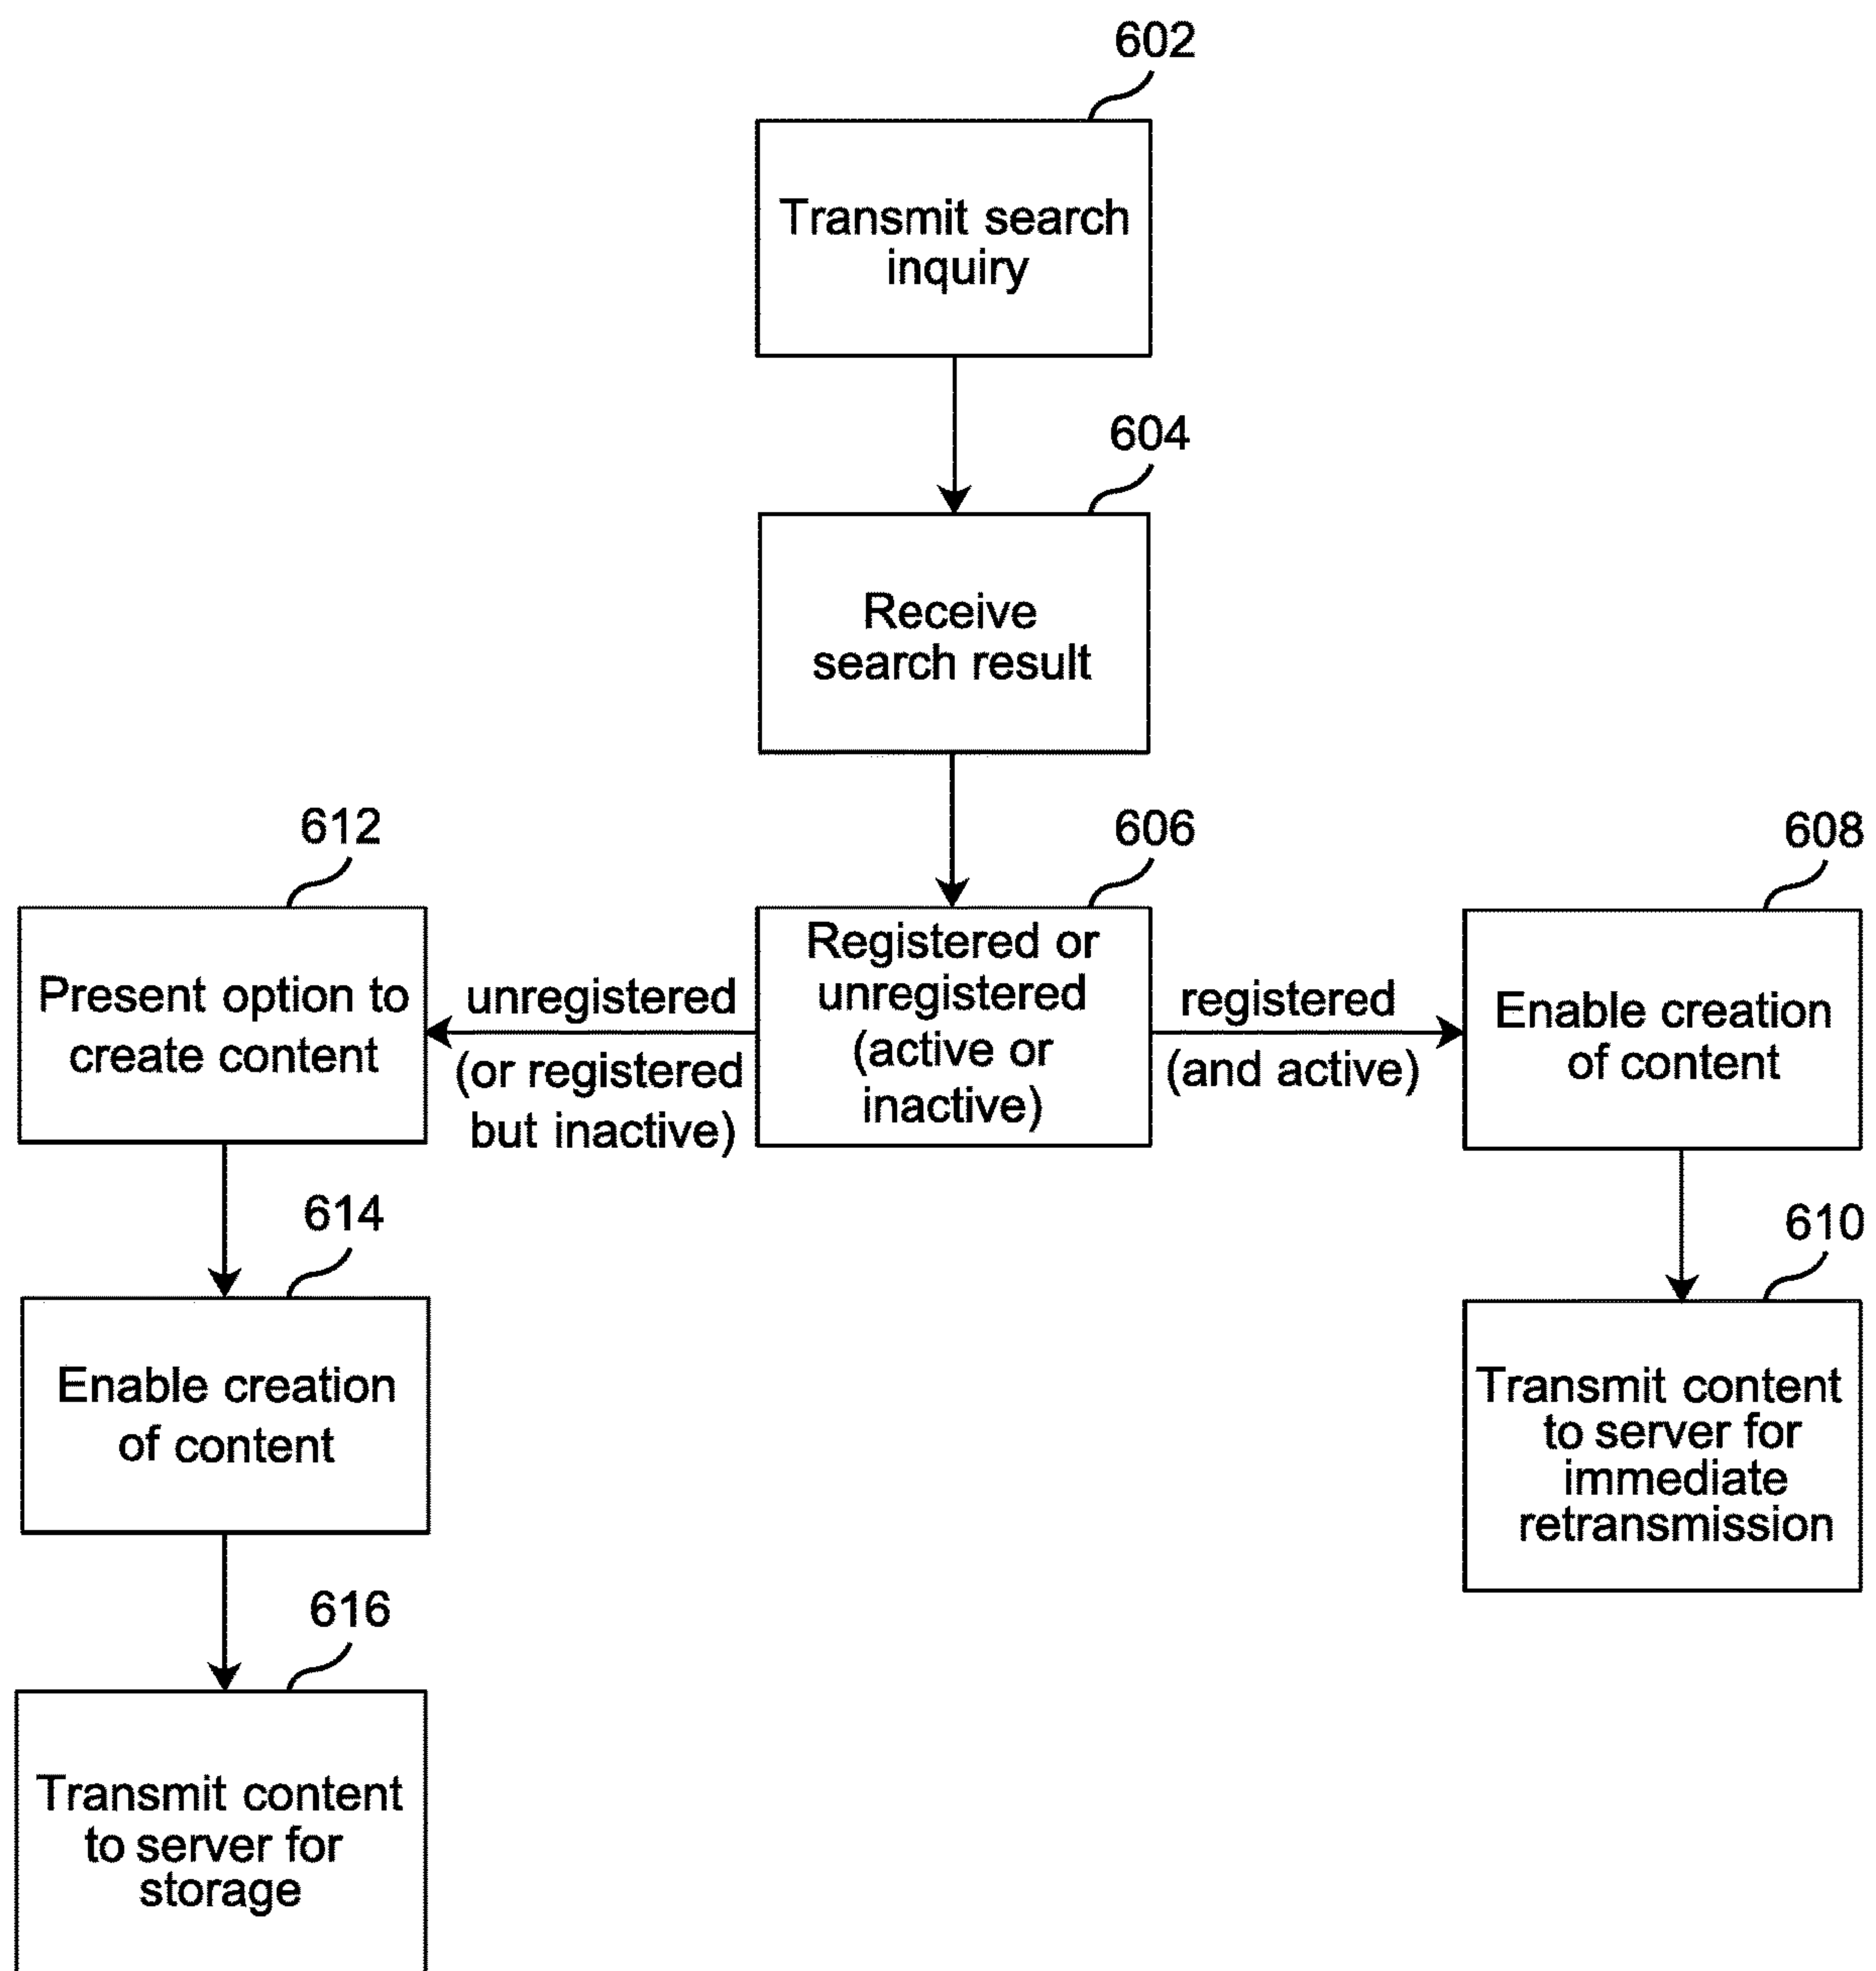 602
Transmit search
inquiry
604
Receive
search result
612
606
608
Present option to
create content
unregistered
(or registered
but inactive)
Registered or
unregistered
(active or
inactive)
registered
(and active)
Enable creation
of content
614
610
Enable creation
of content
Transmit content
to server for
immediate
retransmission
616
Transmit content
to server for
storage